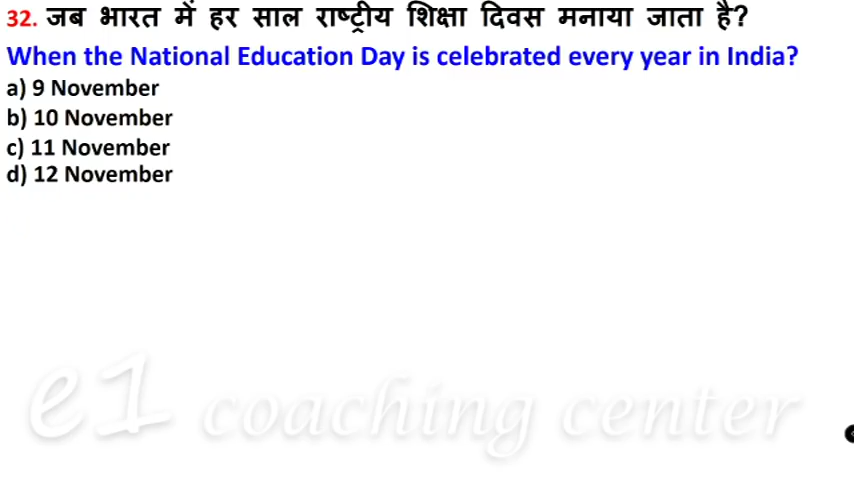 32. जब भारत में हर साल राष्ट्रीय शिक्षा दिवस मनाया जाता है?
When the National Education Day is celebrated every year in India?
a) 9 November
b) 10 November
c) 11 November
d) 12 November
e1 coaching center